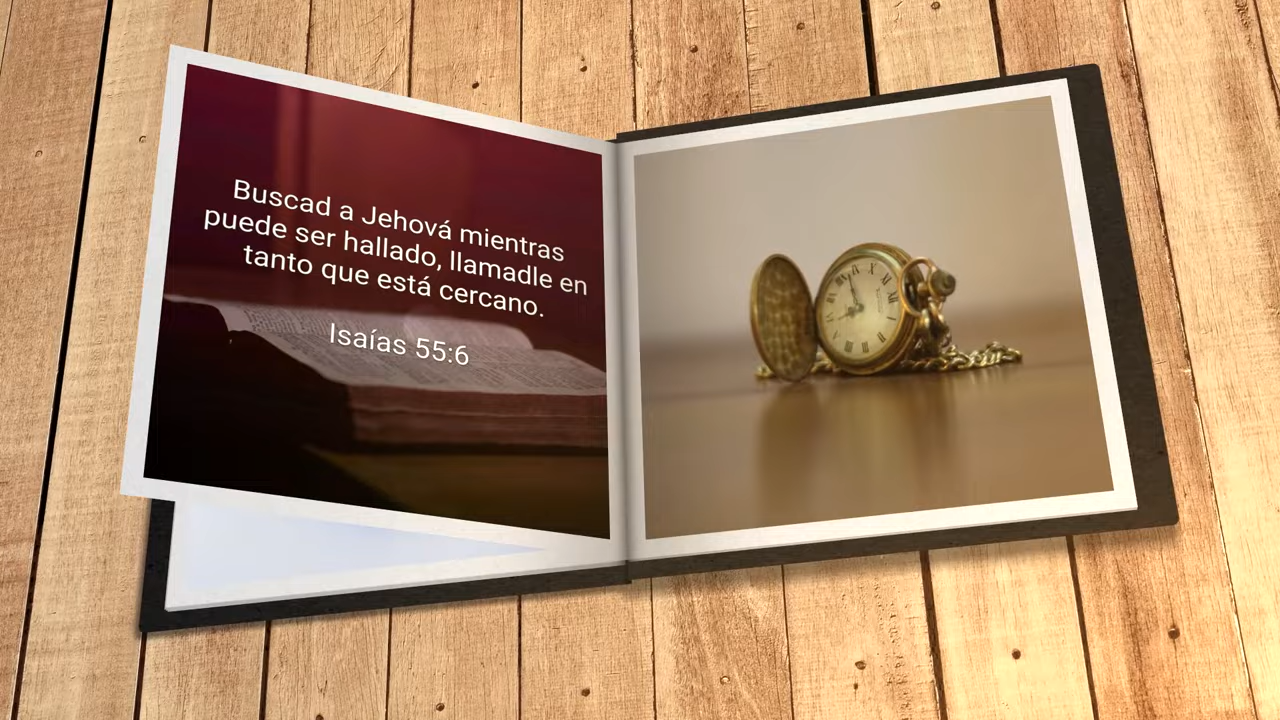 Buscad a Jehová mientras
puede ser hallado, llamadle en
tanto que está cercano.
Isaías 55:6